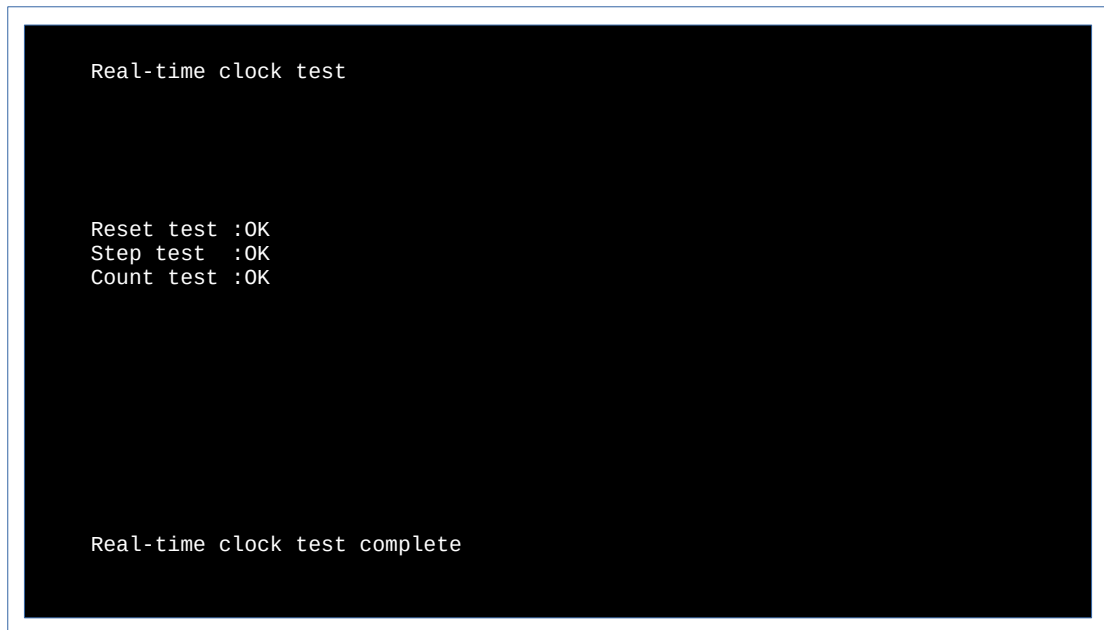 Real-time clock test
Reset test :OK
Step test  :OK
Count test :OK
Real-time clock test complete